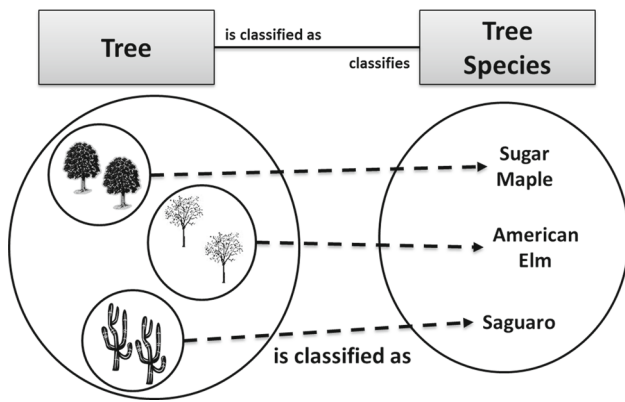 Tree
is classified as
classifies
Tree
Species
Sugar
Maple
American
Elm
Saguaro
is classified as